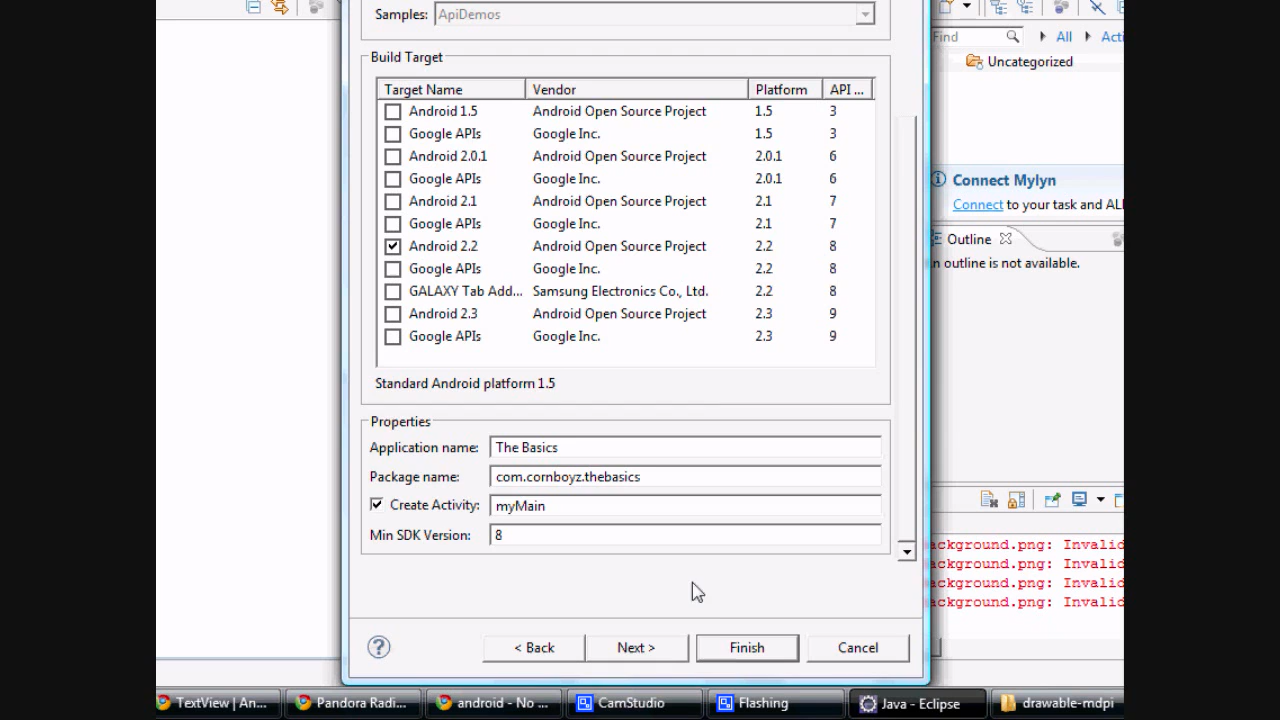 Samples: ApiDemos
Find All Acti
Uncategorized
Build Target
Target Name Vendor Platform API ...
Android 1.5 Android Open Source Project 1.5 3
Google APIs Google Inc. 1.5 3
Android 2.0.1 Android Open Source Project 2.0.1 6
Google APIs Google Inc. 2.0.1 6
Android 2.1 Android Open Source Project 2.1 7
Google APIs Google Inc. 2.1 7
Android 2.2 Android Open Source Project 2.2 8
Google APIs Google Inc. 2.2 8
GALAXY Tab Add... Samsung Electronics Co., Ltd. 2.2 8
Android 2.3 Android Open Source Project 2.3 9
Google APIs Google Inc. 2.3 9
Standard Android platform 1.5
Connect Mylyn
Connect to your task and ALI
Outline
n outline is not available.
Properties
Application name: The Basics
Package name: com.cornboyz.thebasics
Create Activity: myMain
Min SDK Version: 8
ackground.png: Invalid
ackground.png: Invalid
ackground.png: Invalid
ackground.png: Invalid
? < Back Next > Finish Cancel
TextView | An... Pandora Radi... android - No ... CamStudio Flashing Java - Eclipse drawable-mdpi